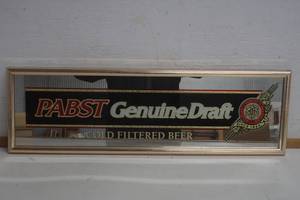 PABST Genuine Draft
COLD FILTERED BEER